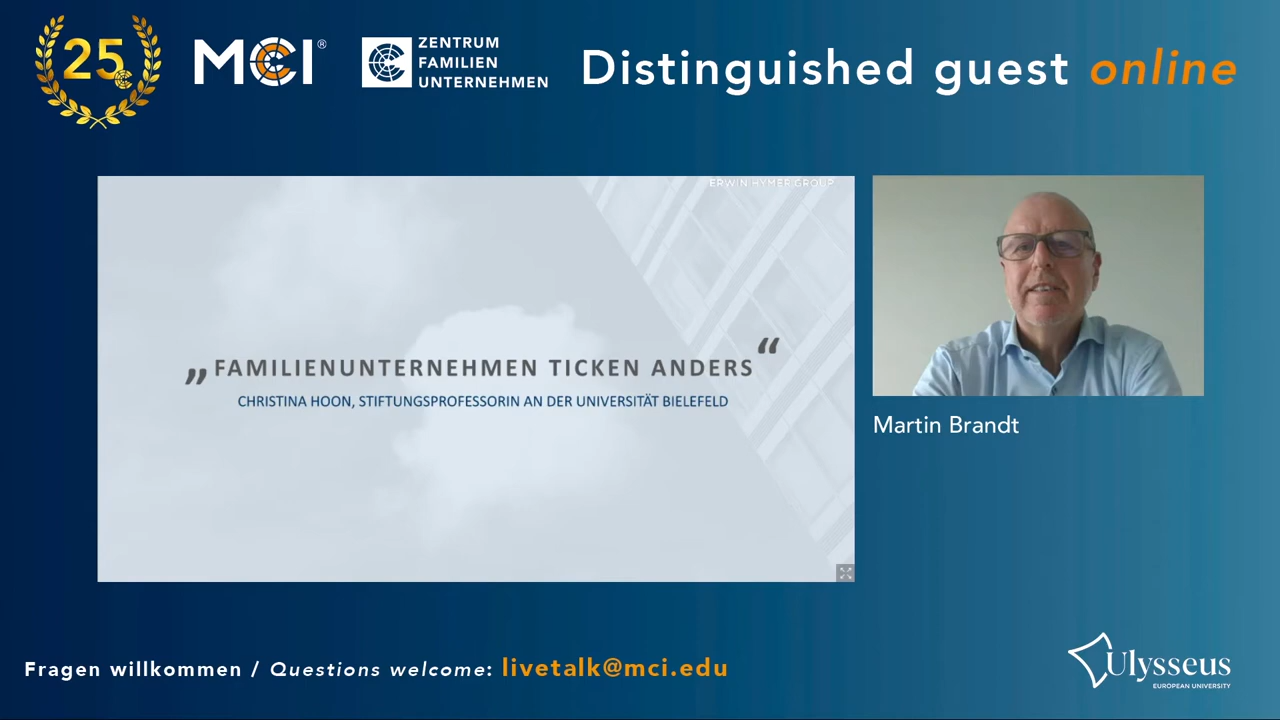 25
MCI®
ZENTRUM
FAMILIEN
UNTERNEHMEN
Distinguished guest online
ERWIN HYMER GROUP
„FAMILIENUNTERNEHMEN TICKEN ANDERS“
CHRISTINA HOON, STIFTUNGSPROFESSORIN AN DER UNIVERSITÄT BIELEFELD
Martin Brandt
Fragen willkommen / Questions welcome: livetalk@mci.edu
Ulysseus
EUROPEAN UNIVERSITY